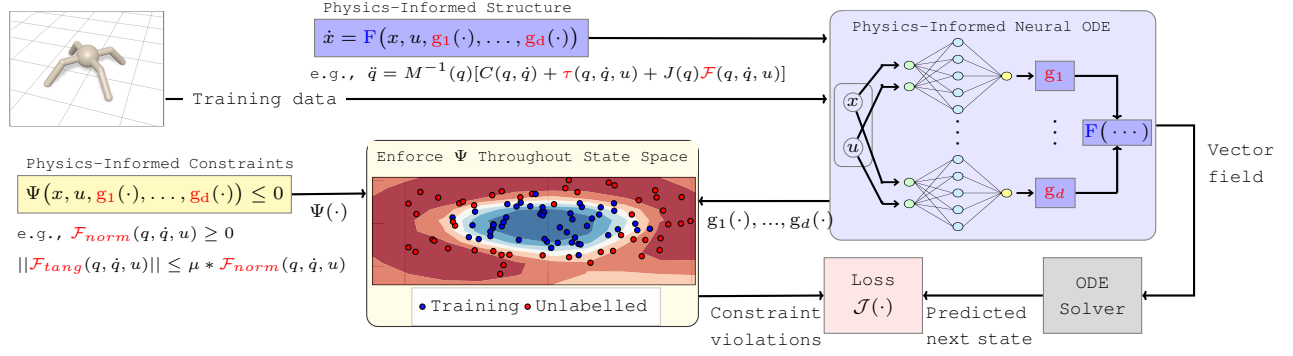 Physics-Informed Structure
ẋ = F(x, u, g₁(·), . . . , g_d(·))
e.g., q̈ = M⁻¹(q)[C(q, q̇) + τ(q, q̇, u) + J(q)ℱ(q, q̇, u)]
Training data
Physics-Informed Neural ODE
x
u
g₁
g_d
F(· · ·)
Vector
field
Physics-Informed Constraints
Ψ(x, u, g₁(·), . . . , g_d(·)) ≤ 0
e.g., ℱ_norm(q, q̇, u) ≥ 0
||ℱ_tang(q, q̇, u)|| ≤ μ * ℱ_norm(q, q̇, u)
Ψ(·)
Enforce Ψ Throughout State Space
Training
Unlabelled
g₁(·), ..., g_d(·)
Constraint
violations
Loss
𝒥(·)
Predicted
next state
ODE
Solver